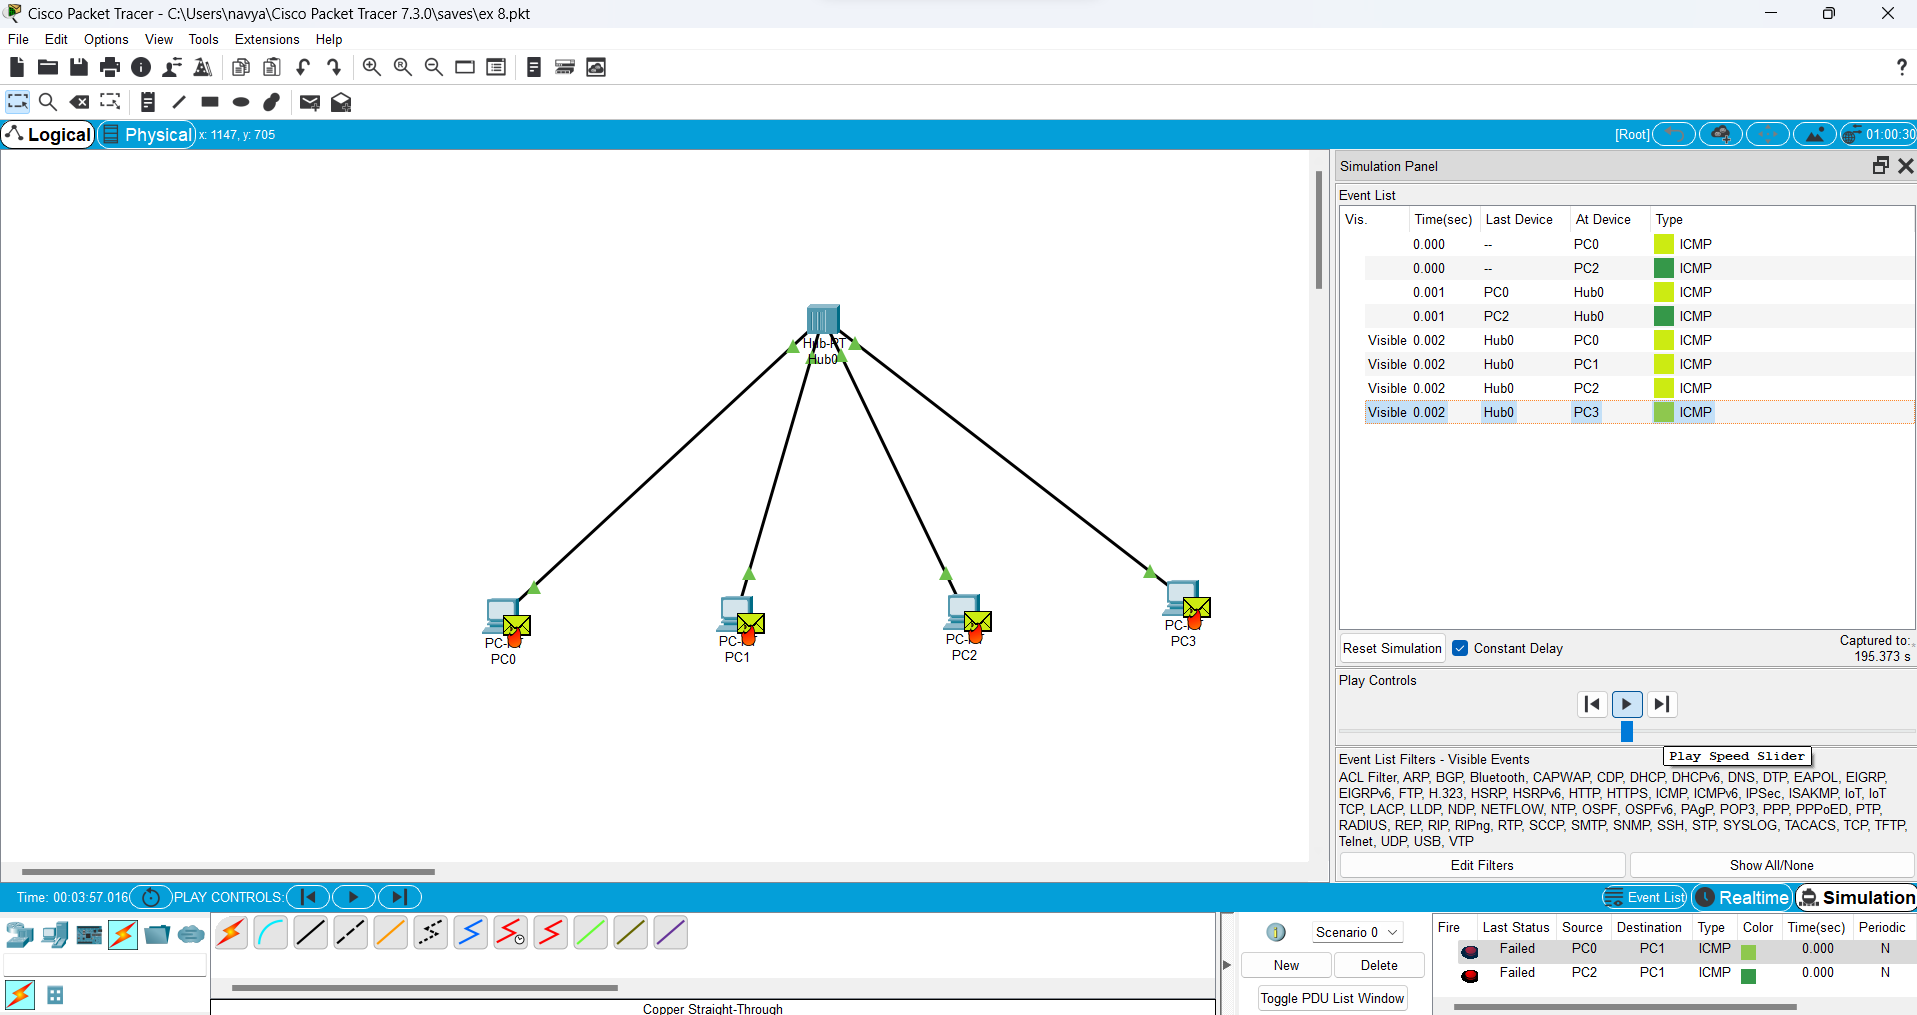 Cisco Packet Tracer - C:\Users\navya\Cisco Packet Tracer 7.3.0\saves\ex 8.pkt
File Edit Options View Tools Extensions Help
?
Logical Physical x: 1147, y: 705 [Root] 01:00:30
Hub-PT
Hub0
PC-PT
PC0
PC-PT
PC1
PC-PT
PC2
PC-PT
PC3
Simulation Panel
Event List
Vis. Time(sec) Last Device At Device Type
0.000 -- PC0 ICMP
0.000 -- PC2 ICMP
0.001 PC0 Hub0 ICMP
0.001 PC2 Hub0 ICMP
Visible 0.002 Hub0 PC0 ICMP
Visible 0.002 Hub0 PC1 ICMP
Visible 0.002 Hub0 PC2 ICMP
Visible 0.002 Hub0 PC3 ICMP
Reset Simulation Constant Delay Captured to:
195.373 s
Play Controls
Play Speed Slider
Event List Filters - Visible Events
ACL Filter, ARP, BGP, Bluetooth, CAPWAP, CDP, DHCP, DHCPv6, DNS, DTP, EAPOL, EIGRP,
EIGRPv6, FTP, H.323, HSRP, HSRPv6, HTTP, HTTPS, ICMP, ICMPv6, IPSec, ISAKMP, IoT, IoT
TCP, LACP, LLDP, NDP, NETFLOW, NTP, OSPF, OSPFv6, PAgP, POP3, PPP, PPPoED, PTP,
RADIUS, REP, RIP, RIPng, RTP, SCCP, SMTP, SNMP, SSH, STP, SYSLOG, TACACS, TCP, TFTP,
Telnet, UDP, USB, VTP
Edit Filters Show All/None
Time: 00:03:57.016 PLAY CONTROLS: Event List Realtime Simulation
Copper Straight-Through
Scenario 0
New Delete
Toggle PDU List Window
Fire Last Status Source Destination Type Color Time(sec) Periodic
Failed PC0 PC1 ICMP 0.000 N
Failed PC2 PC1 ICMP 0.000 N